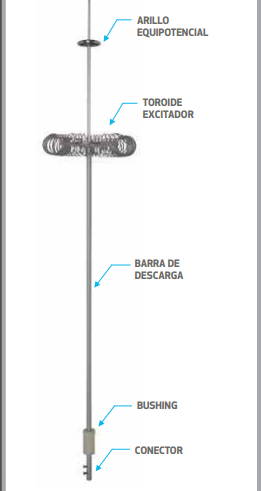 ARILLO
EQUIPOTENCIAL
TOROIDE
EXCITADOR
BARRA DE
DESCARGA
BUSHING
CONECTOR